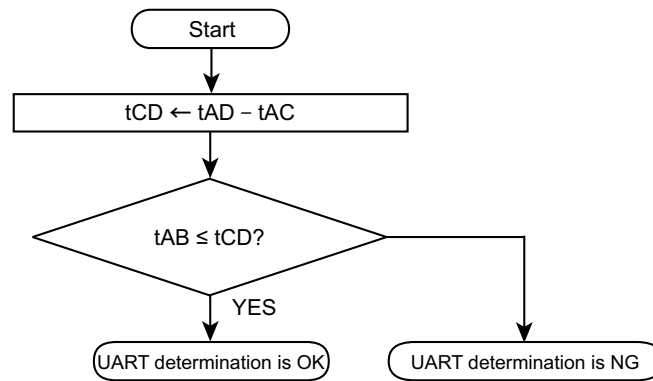 Start
tCD ← tAD – tAC
tAB ≤ tCD?
YES
UART determination is OK
UART determination is NG